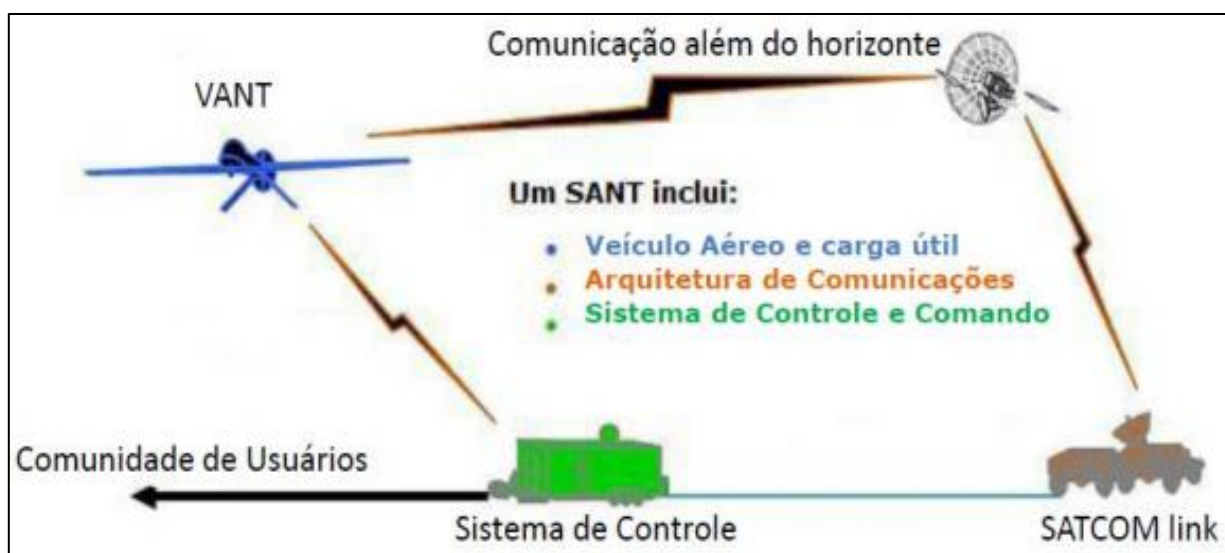 Comunicação além do horizonte
VANT
Um SANT inclui:
Veículo Aéreo e carga útil
Arquitetura de Comunicações
Sistema de Controle e Comando
Comunidade de Usuários
Sistema de Controle
SATCOM link